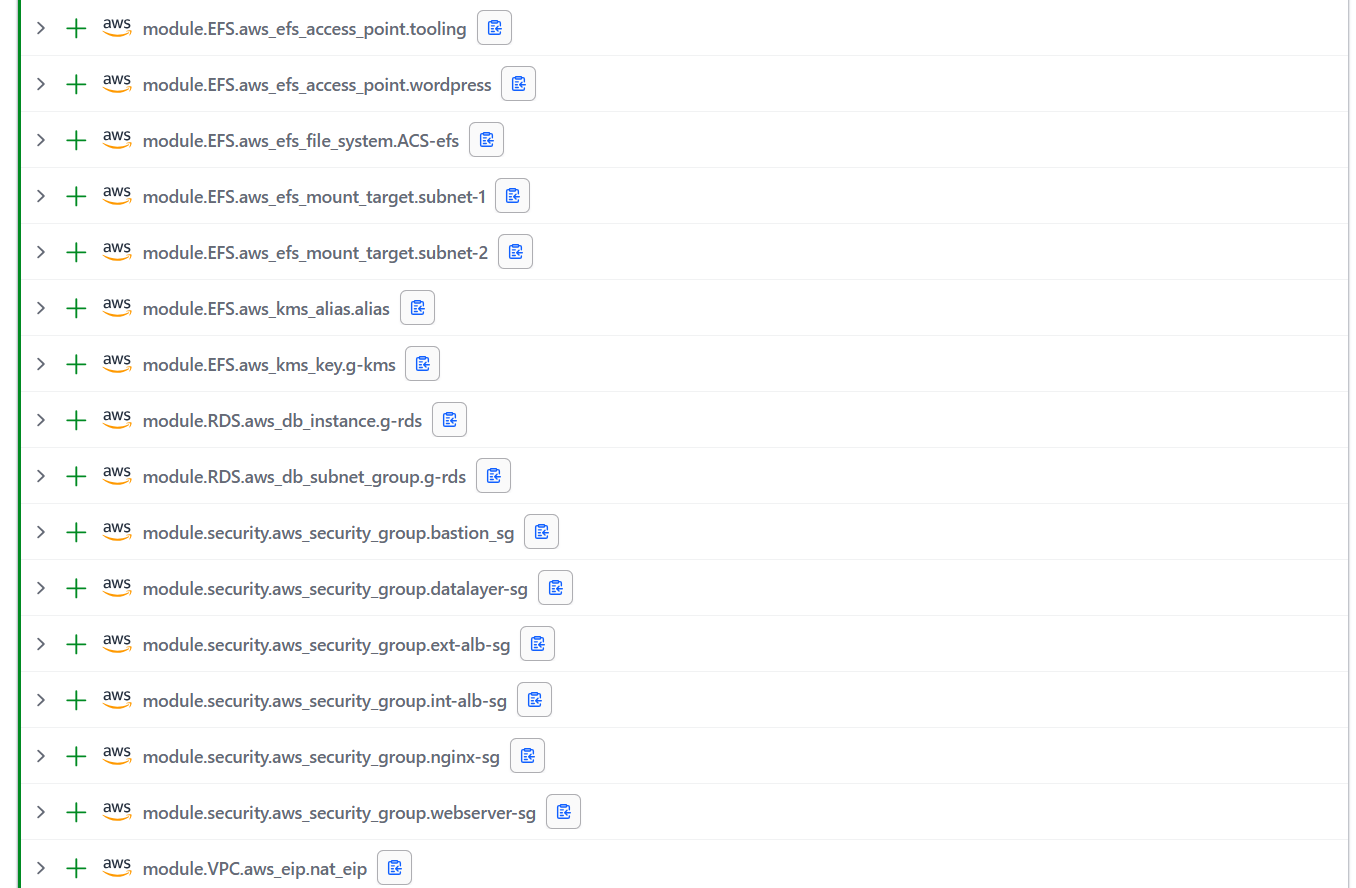 aws module.EFS.aws_efs_access_point.tooling
aws module.EFS.aws_efs_access_point.wordpress
aws module.EFS.aws_efs_file_system.ACS-efs
aws module.EFS.aws_efs_mount_target.subnet-1
aws module.EFS.aws_efs_mount_target.subnet-2
aws module.EFS.aws_kms_alias.alias
aws module.EFS.aws_kms_key.g-kms
aws module.RDS.aws_db_instance.g-rds
aws module.RDS.aws_db_subnet_group.g-rds
aws module.security.aws_security_group.bastion_sg
aws module.security.aws_security_group.datalayer-sg
aws module.security.aws_security_group.ext-alb-sg
aws module.security.aws_security_group.int-alb-sg
aws module.security.aws_security_group.nginx-sg
aws module.security.aws_security_group.webserver-sg
aws module.VPC.aws_eip.nat_eip